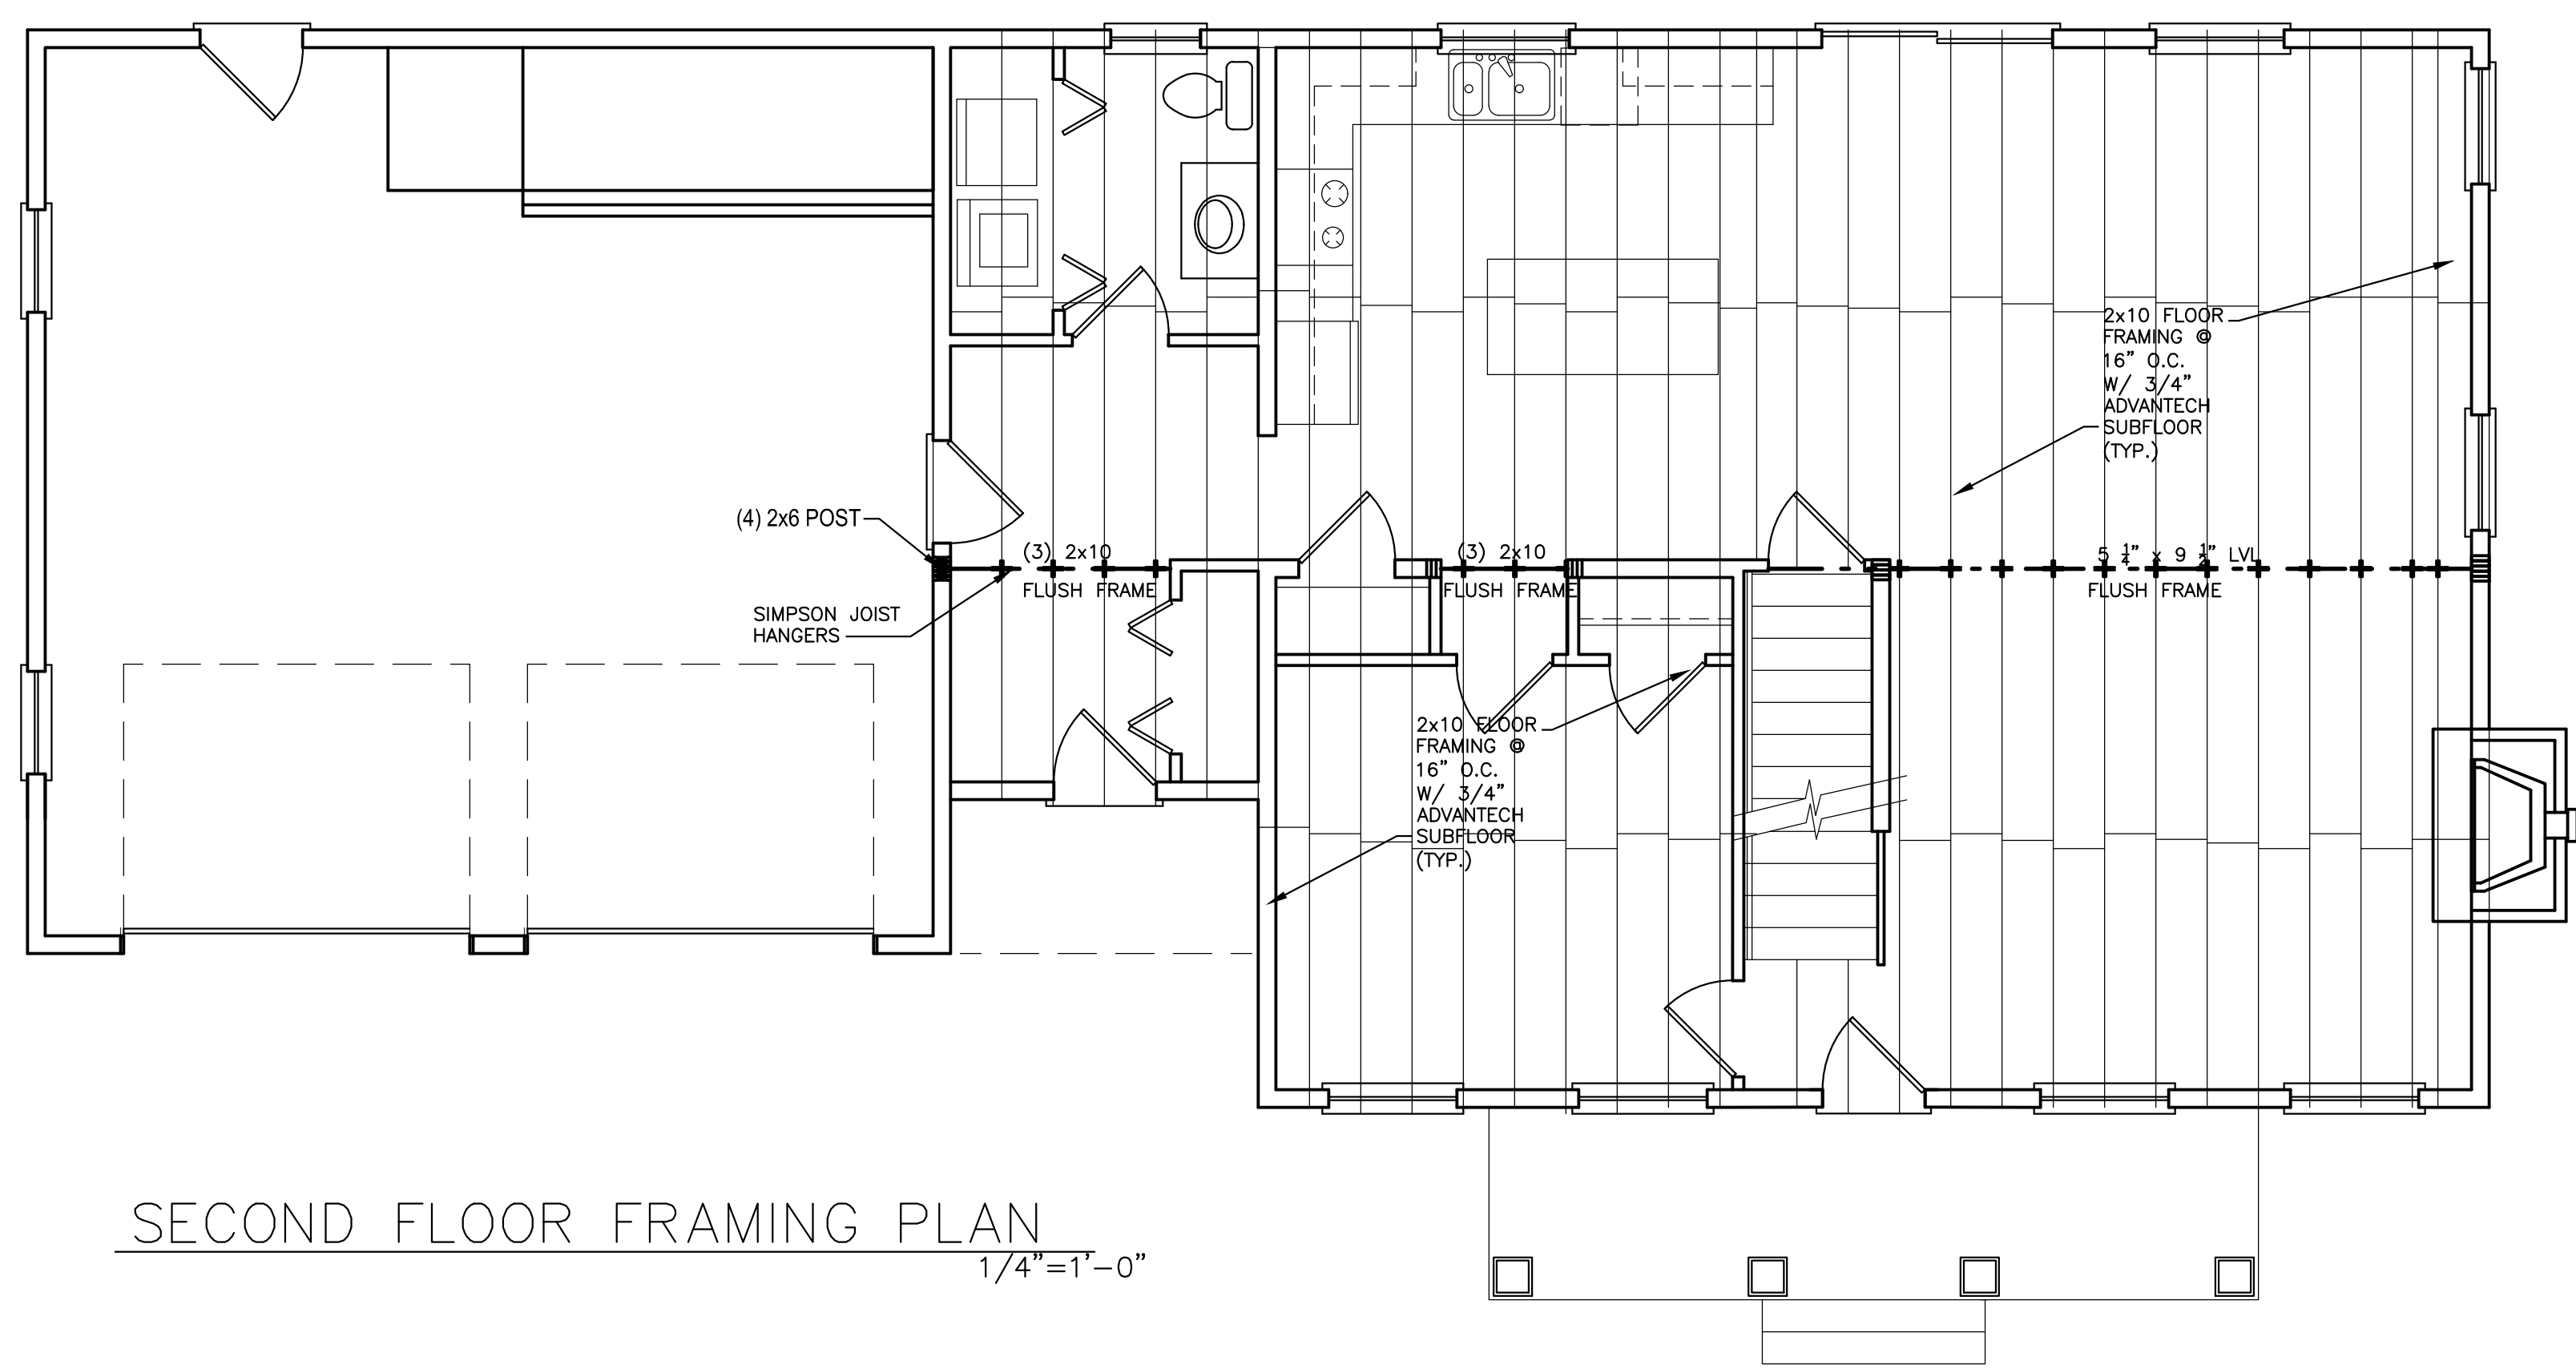 2x10 FLOOR
FRAMING @
16" O.C.
W/ 3/4"
ADVANTECH
SUBFLOOR
(TYP.)
(4) 2x6 POST
(3) 2x10
FLUSH FRAME
(3) 2x10
FLUSH FRAME
5 1/4" x 9 1/2" LVL
FLUSH FRAME
SIMPSON JOIST
HANGERS
2x10 FLOOR
FRAMING @
16" O.C.
W/ 3/4"
ADVANTECH
SUBFLOOR
(TYP.)
SECOND FLOOR FRAMING PLAN
1/4"=1'-0"